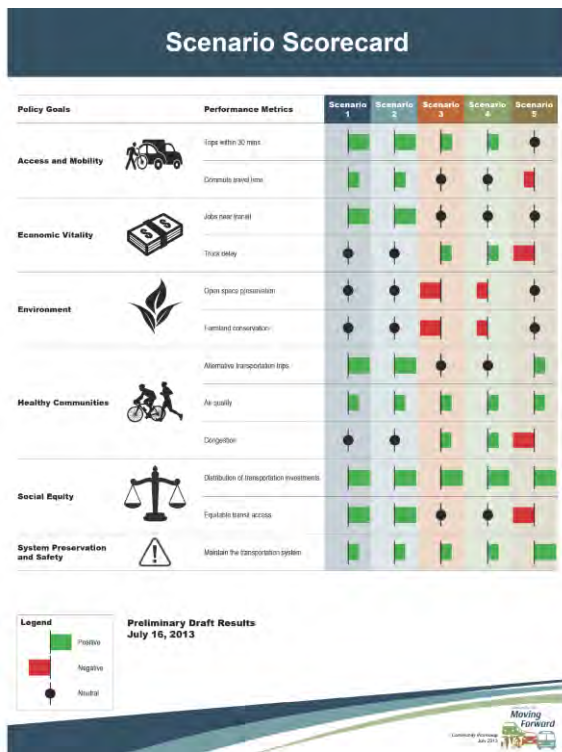 Scenario Scorecard
Policy Goals
Performance Metrics
Scenario 1
Scenario 2
Scenario 3
Scenario 4
Scenario 5
Access and Mobility
Trips within 30 mins
Commute travel time
Economic Vitality
Jobs near transit
Truck delay
Environment
Open space preservation
Farmland conservation
Healthy Communities
Alternative transportation trips
Air quality
Congestion
Social Equity
Distribution of transportation investments
Equitable transit access
System Preservation
and Safety
Maintain the transportation system
Legend
Positive
Negative
Neutral
Preliminary Draft Results
July 16, 2013
Community Workshop
July 2013
Moving
Forward